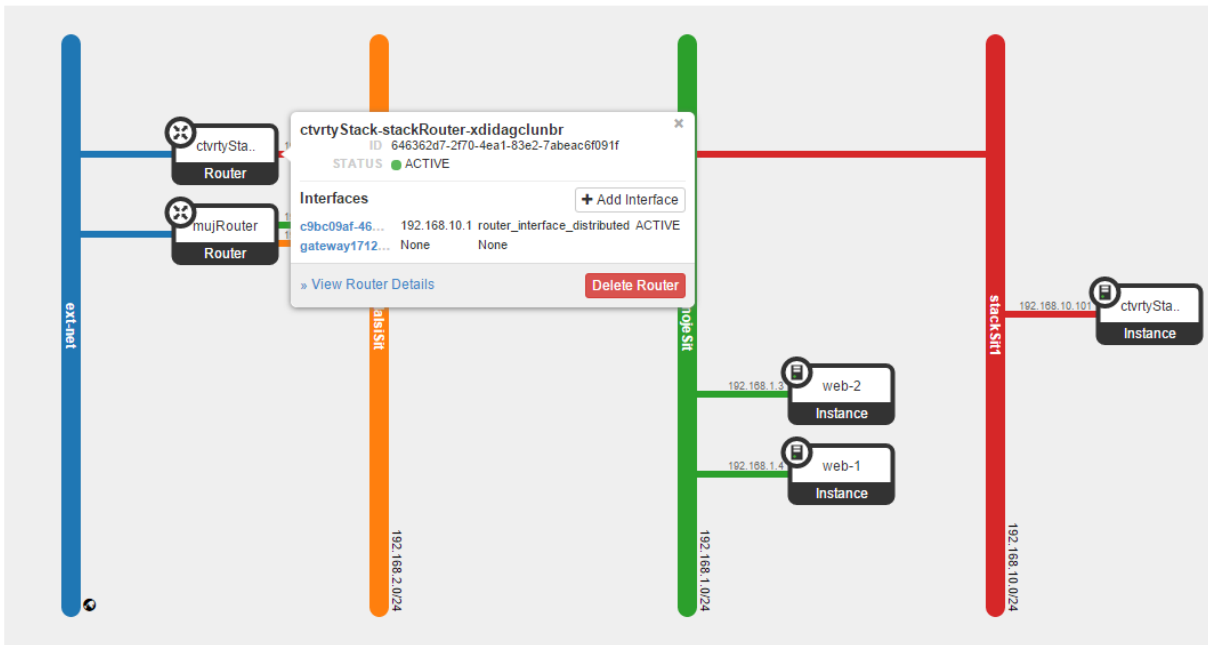 ctvrtySta..
Router
mujRouter
Router
ctvrtyStack-stackRouter-xdidagclunbr
×
ID 646362d7-2f70-4ea1-83e2-7abeac6f091f
STATUS ACTIVE
Interfaces
+ Add Interface
c9bc09af-46... 192.168.10.1 router_interface_distributed ACTIVE
gateway1712... None None
» View Router Details
Delete Router
ext-net
alsiSit
mojeSit
stackSit1
192.168.10.101
ctvrtySta..
Instance
192.168.1.3
web-2
Instance
192.168.1.4
web-1
Instance
192.168.2.0/24
192.168.1.0/24
192.168.10.0/24